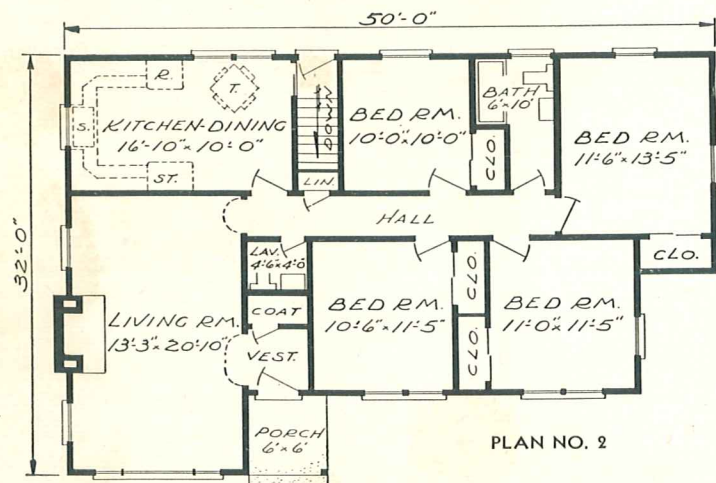 50'-0"
32'-0"
R.
T.
S.
KITCHEN-DINING
16'-10" x 10'-0"
ST.
DOWN
LIN.
BED RM.
10'-0" x 10'-0"
CLO.
BATH
6' x 10'
BED RM.
11'-6" x 13'-5"
CLO.
HALL
LAV.
4'-6" x 4'-0"
COAT
VEST.
LIVING RM.
13'-3" x 20'-10"
BED RM.
10'-6" x 11'-5"
CLO.
CLO.
BED RM.
11'-0" x 11'-5"
PORCH
6' x 6'
PLAN NO. 2